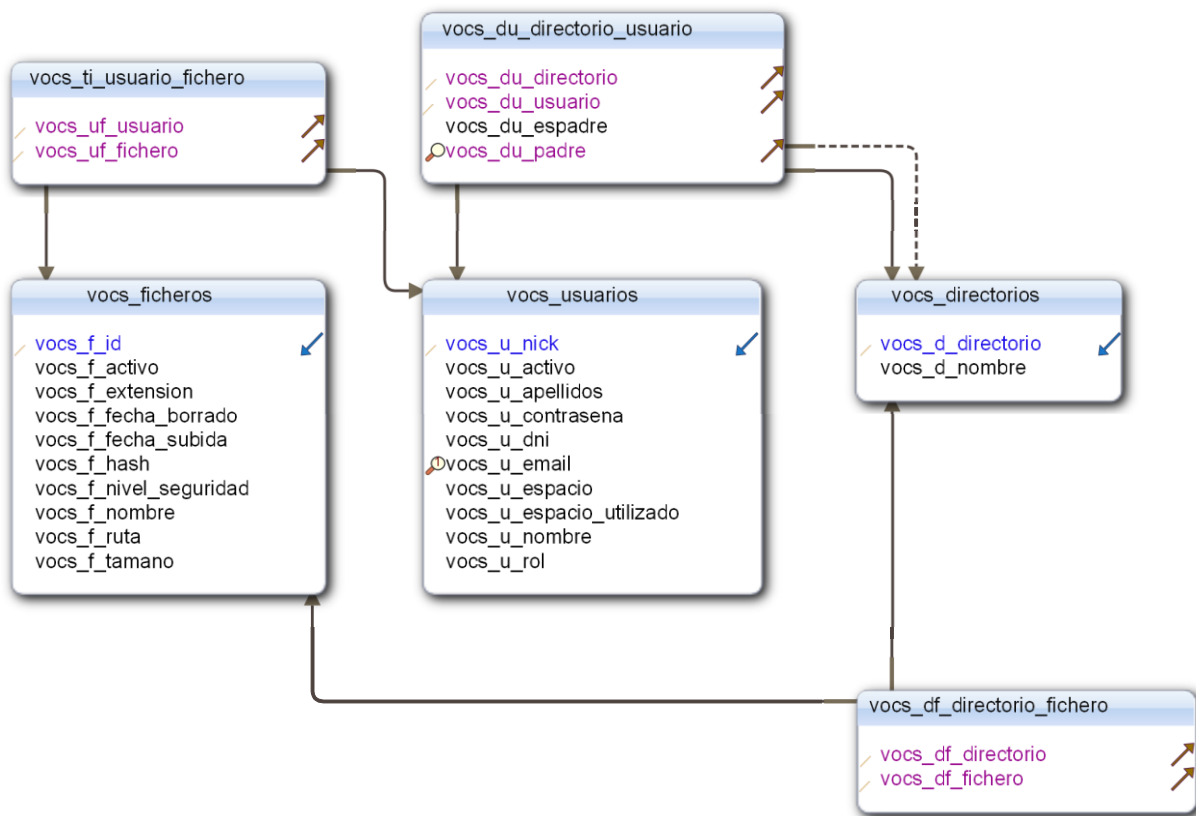 vocs_ti_usuario_fichero
vocs_uf_usuario
vocs_uf_fichero
vocs_du_directorio_usuario
vocs_du_directorio
vocs_du_usuario
vocs_du_espadre
vocs_du_padre
vocs_ficheros
vocs_f_id
vocs_f_activo
vocs_f_extension
vocs_f_fecha_borrado
vocs_f_fecha_subida
vocs_f_hash
vocs_f_nivel_seguridad
vocs_f_nombre
vocs_f_ruta
vocs_f_tamano
vocs_usuarios
vocs_u_nick
vocs_u_activo
vocs_u_apellidos
vocs_u_contrasena
vocs_u_dni
vocs_u_email
vocs_u_espacio
vocs_u_espacio_utilizado
vocs_u_nombre
vocs_u_rol
vocs_directorios
vocs_d_directorio
vocs_d_nombre
vocs_df_directorio_fichero
vocs_df_directorio
vocs_df_fichero